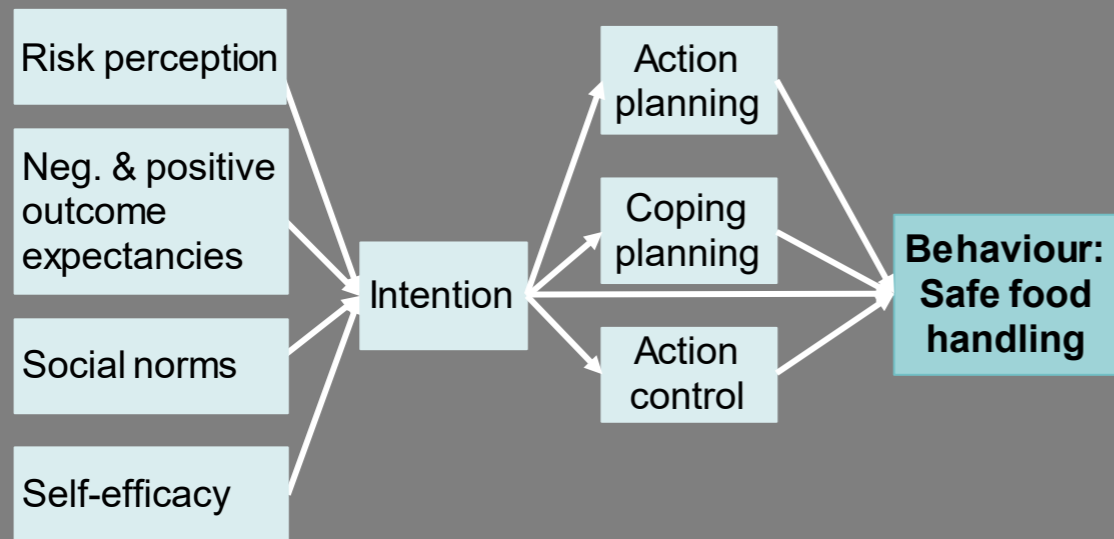 Risk perception
Neg. & positive
outcome
expectancies
Social norms
Self-efficacy
Intention
Action
planning
Coping
planning
Action
control
Behaviour:
Safe food
handling